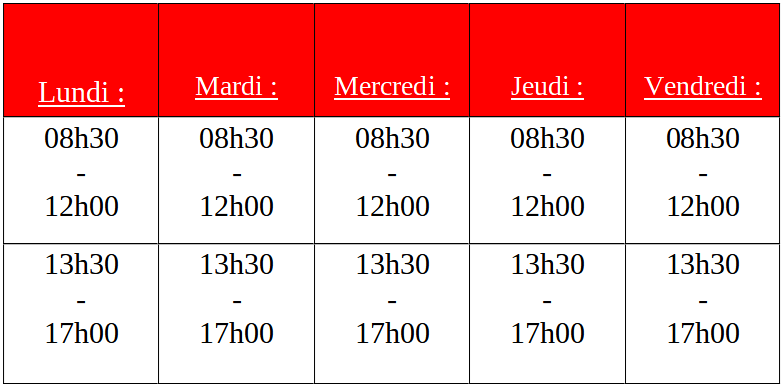 Lundi : Mardi : Mercredi : Jeudi : Vendredi :
08h30 08h30 08h30 08h30 08h30
- - - - -
12h00 12h00 12h00 12h00 12h00
13h30 13h30 13h30 13h30 13h30
- - - - -
17h00 17h00 17h00 17h00 17h00